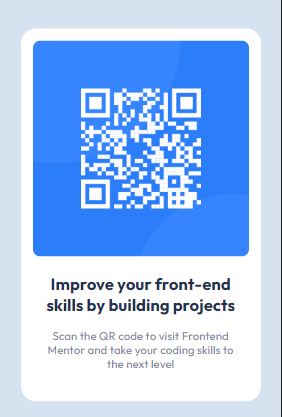 Improve your front-end
skills by building projects
Scan the QR code to visit Frontend
Mentor and take your coding skills to
the next level